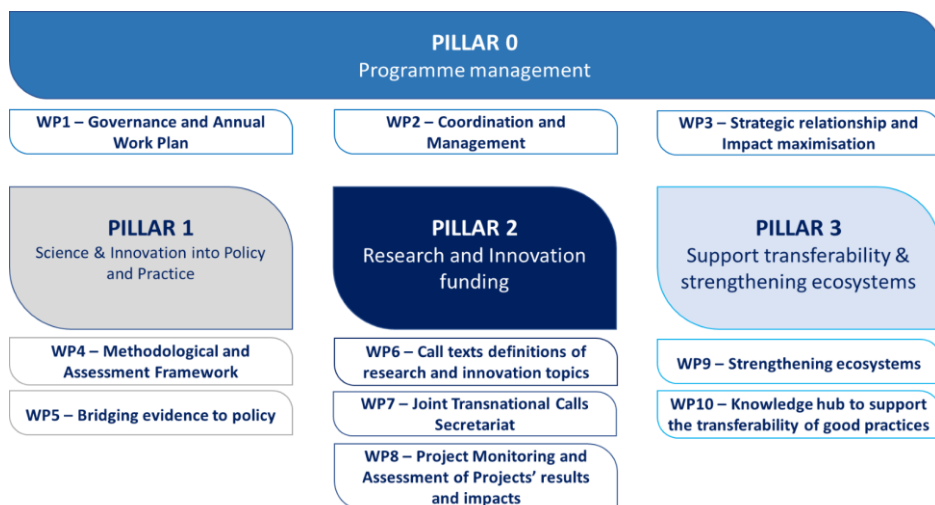 PILLAR 0
Programme management
WP1 – Governance and Annual
Work Plan
WP2 – Coordination and
Management
WP3 – Strategic relationship and
Impact maximisation
PILLAR 1
Science & Innovation into Policy
and Practice
PILLAR 2
Research and Innovation
funding
PILLAR 3
Support transferability &
strengthening ecosystems
WP4 – Methodological and
Assessment Framework
WP5 – Bridging evidence to policy
WP6 – Call texts definitions of
research and innovation topics
WP7 – Joint Transnational Calls
Secretariat
WP8 – Project Monitoring and
Assessment of Projects’ results
and impacts
WP9 – Strengthening ecosystems
WP10 – Knowledge hub to support
the transferability of good practices